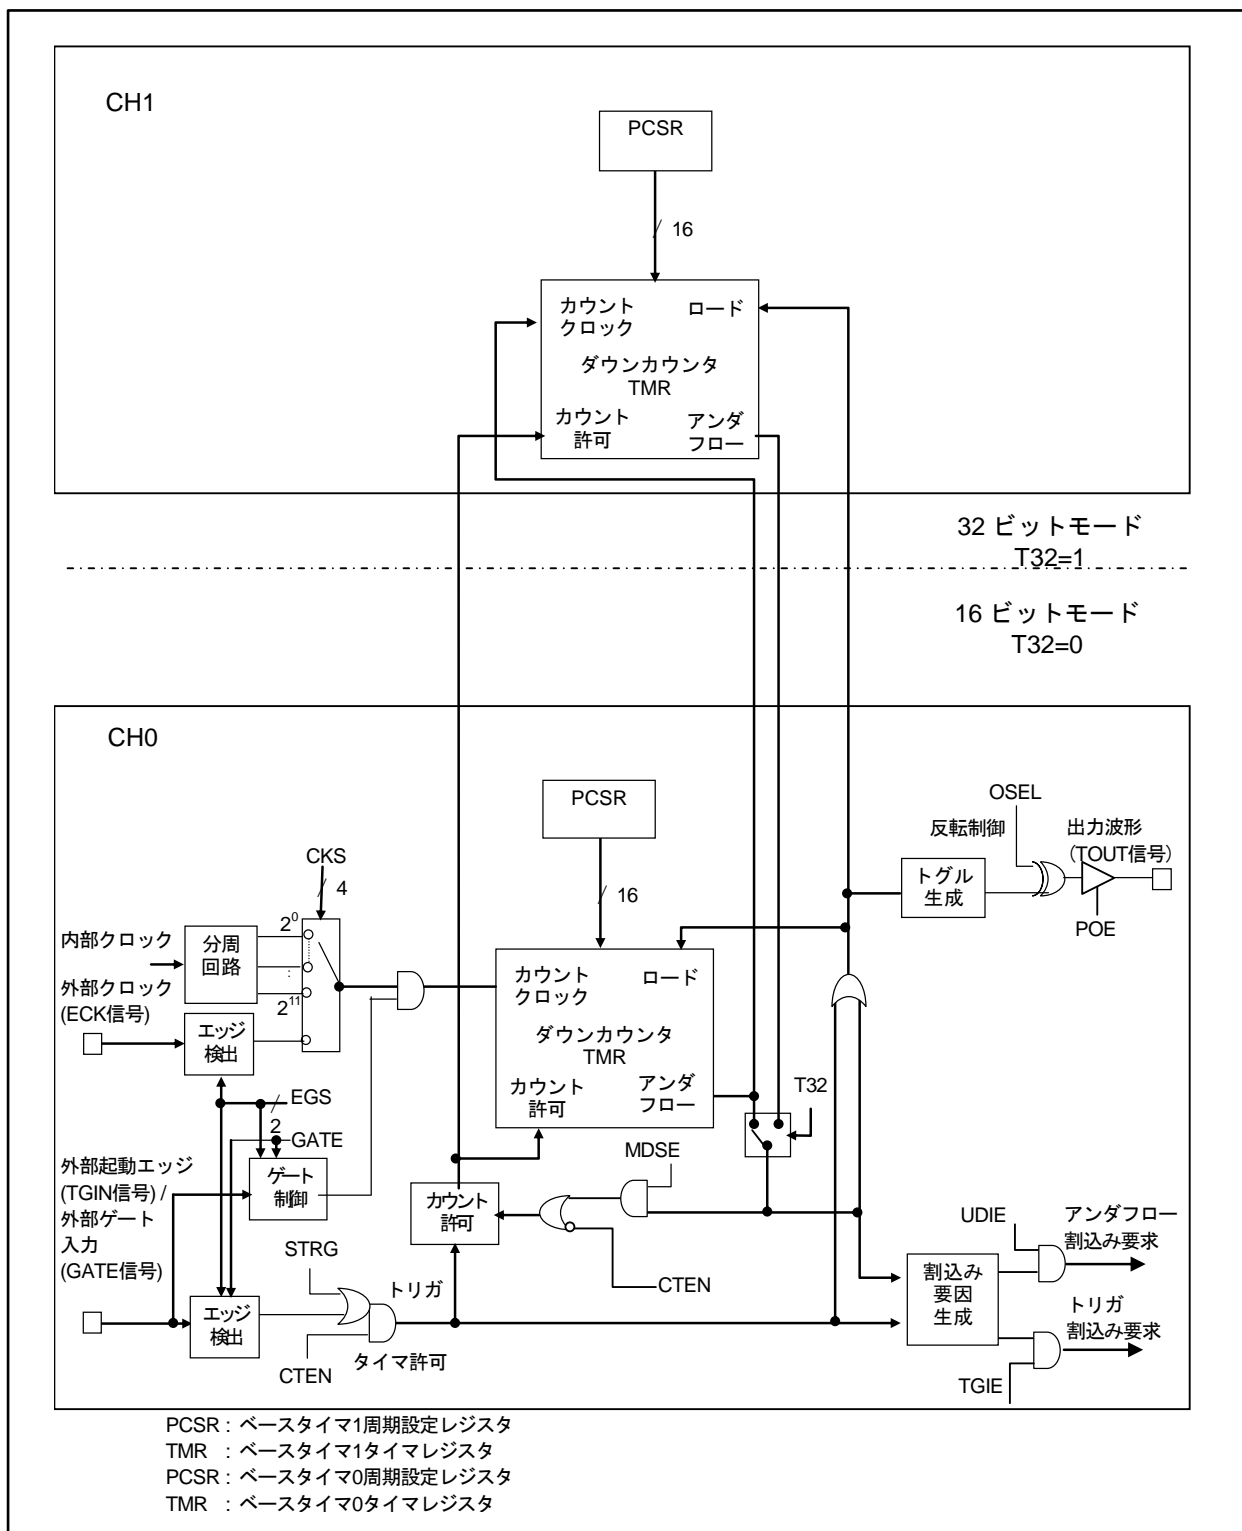 CH1
PCSR
16
カウント
クロック
ロード
ダウンカウンタ
TMR
カウント
許可
アンダ
フロー
32 ビットモード
T32=1
16 ビットモード
T32=0
CH0
PCSR
16
OSEL
反転制御
出力波形
(TOUT信号)
トグル
生成
POE
CKS
4
内部クロック
分周
回路
2^0
:
2^11
外部クロック
(ECK信号)
エッジ
検出
カウント
クロック
ロード
ダウンカウンタ
TMR
カウント
許可
アンダ
フロー
T32
EGS
2
GATE
MDSE
外部起動エッジ
(TGIN信号) /
外部ゲート
入力
(GATE信号)
ゲート
制御
カウント
許可
CTEN
STRG
トリガ
エッジ
検出
CTEN
タイマ許可
UDIE
アンダフロー
割込み要求
割込み
要因
生成
トリガ
割込み要求
TGIE
PCSR : ベースタイマ1周期設定レジスタ
TMR : ベースタイマ1タイマレジスタ
PCSR : ベースタイマ0周期設定レジスタ
TMR : ベースタイマ0タイマレジスタ